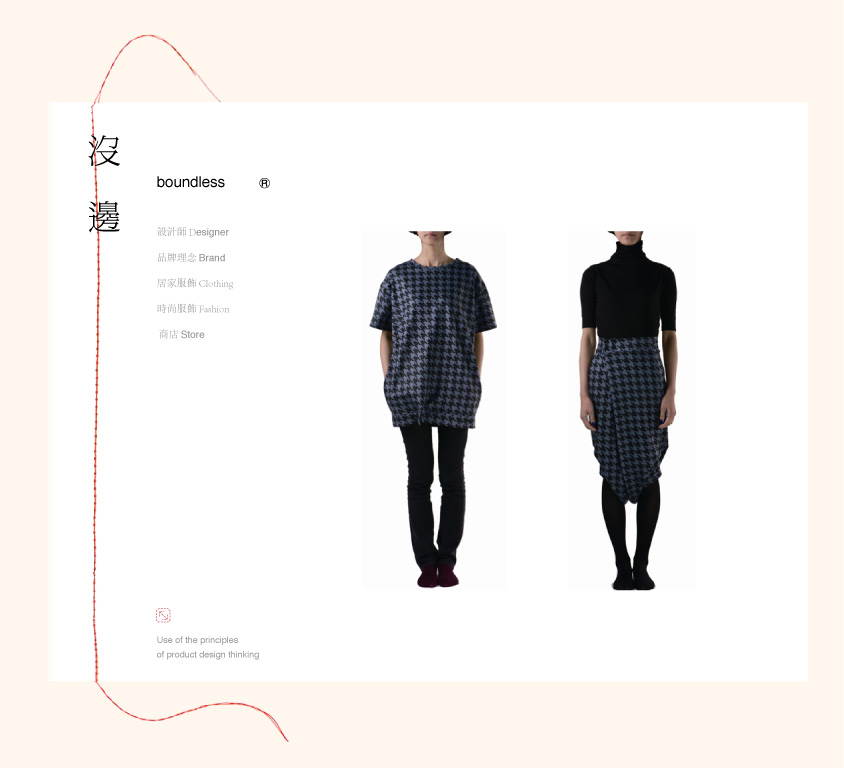 沒
邊
boundless ®
設計師 Designer
品牌理念 Brand
居家服飾 Clothing
時尚服飾 Fashion
商店 Store
Use of the principles
of product design thinking